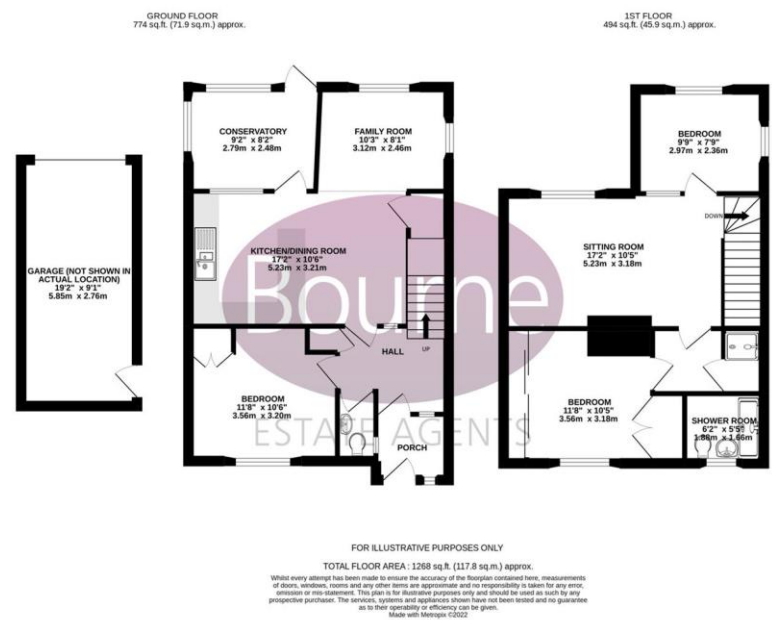 GROUND FLOOR
774 sq.ft. (71.9 sq.m.) approx.
1ST FLOOR
494 sq.ft. (45.9 sq.m.) approx.
CONSERVATORY
9'2" x 8'2"
2.79m x 2.48m
FAMILY ROOM
10'3" x 8'1"
3.12m x 2.46m
BEDROOM
9'9" x 7'9"
2.97m x 2.36m
DOWN
KITCHEN/DINING ROOM
17'2" x 10'6"
5.23m x 3.21m
SITTING ROOM
17'2" x 10'5"
5.23m x 3.18m
GARAGE (NOT SHOWN IN
ACTUAL LOCATION)
19'2" x 9'1"
5.85m x 2.76m
Bourne
ESTATE AGENTS
HALL
UP
BEDROOM
11'8" x 10'6"
3.56m x 3.20m
PORCH
BEDROOM
11'8" x 10'5"
3.56m x 3.18m
SHOWER ROOM
6'2" x 5'5"
1.88m x 1.66m
FOR ILLUSTRATIVE PURPOSES ONLY
TOTAL FLOOR AREA : 1268 sq.ft. (117.8 sq.m.) approx.
Whilst every attempt has been made to ensure the accuracy of the floorplan contained here, measurements
of doors, windows, rooms and any other items are approximate and no responsibility is taken for any error,
omission or mis-statement. This plan is for illustrative purposes only and should be used as such by any
prospective purchaser. The services, systems and appliances shown have not been tested and no guarantee
as to their operability or efficiency can be given.
Made with Metropix ©2022